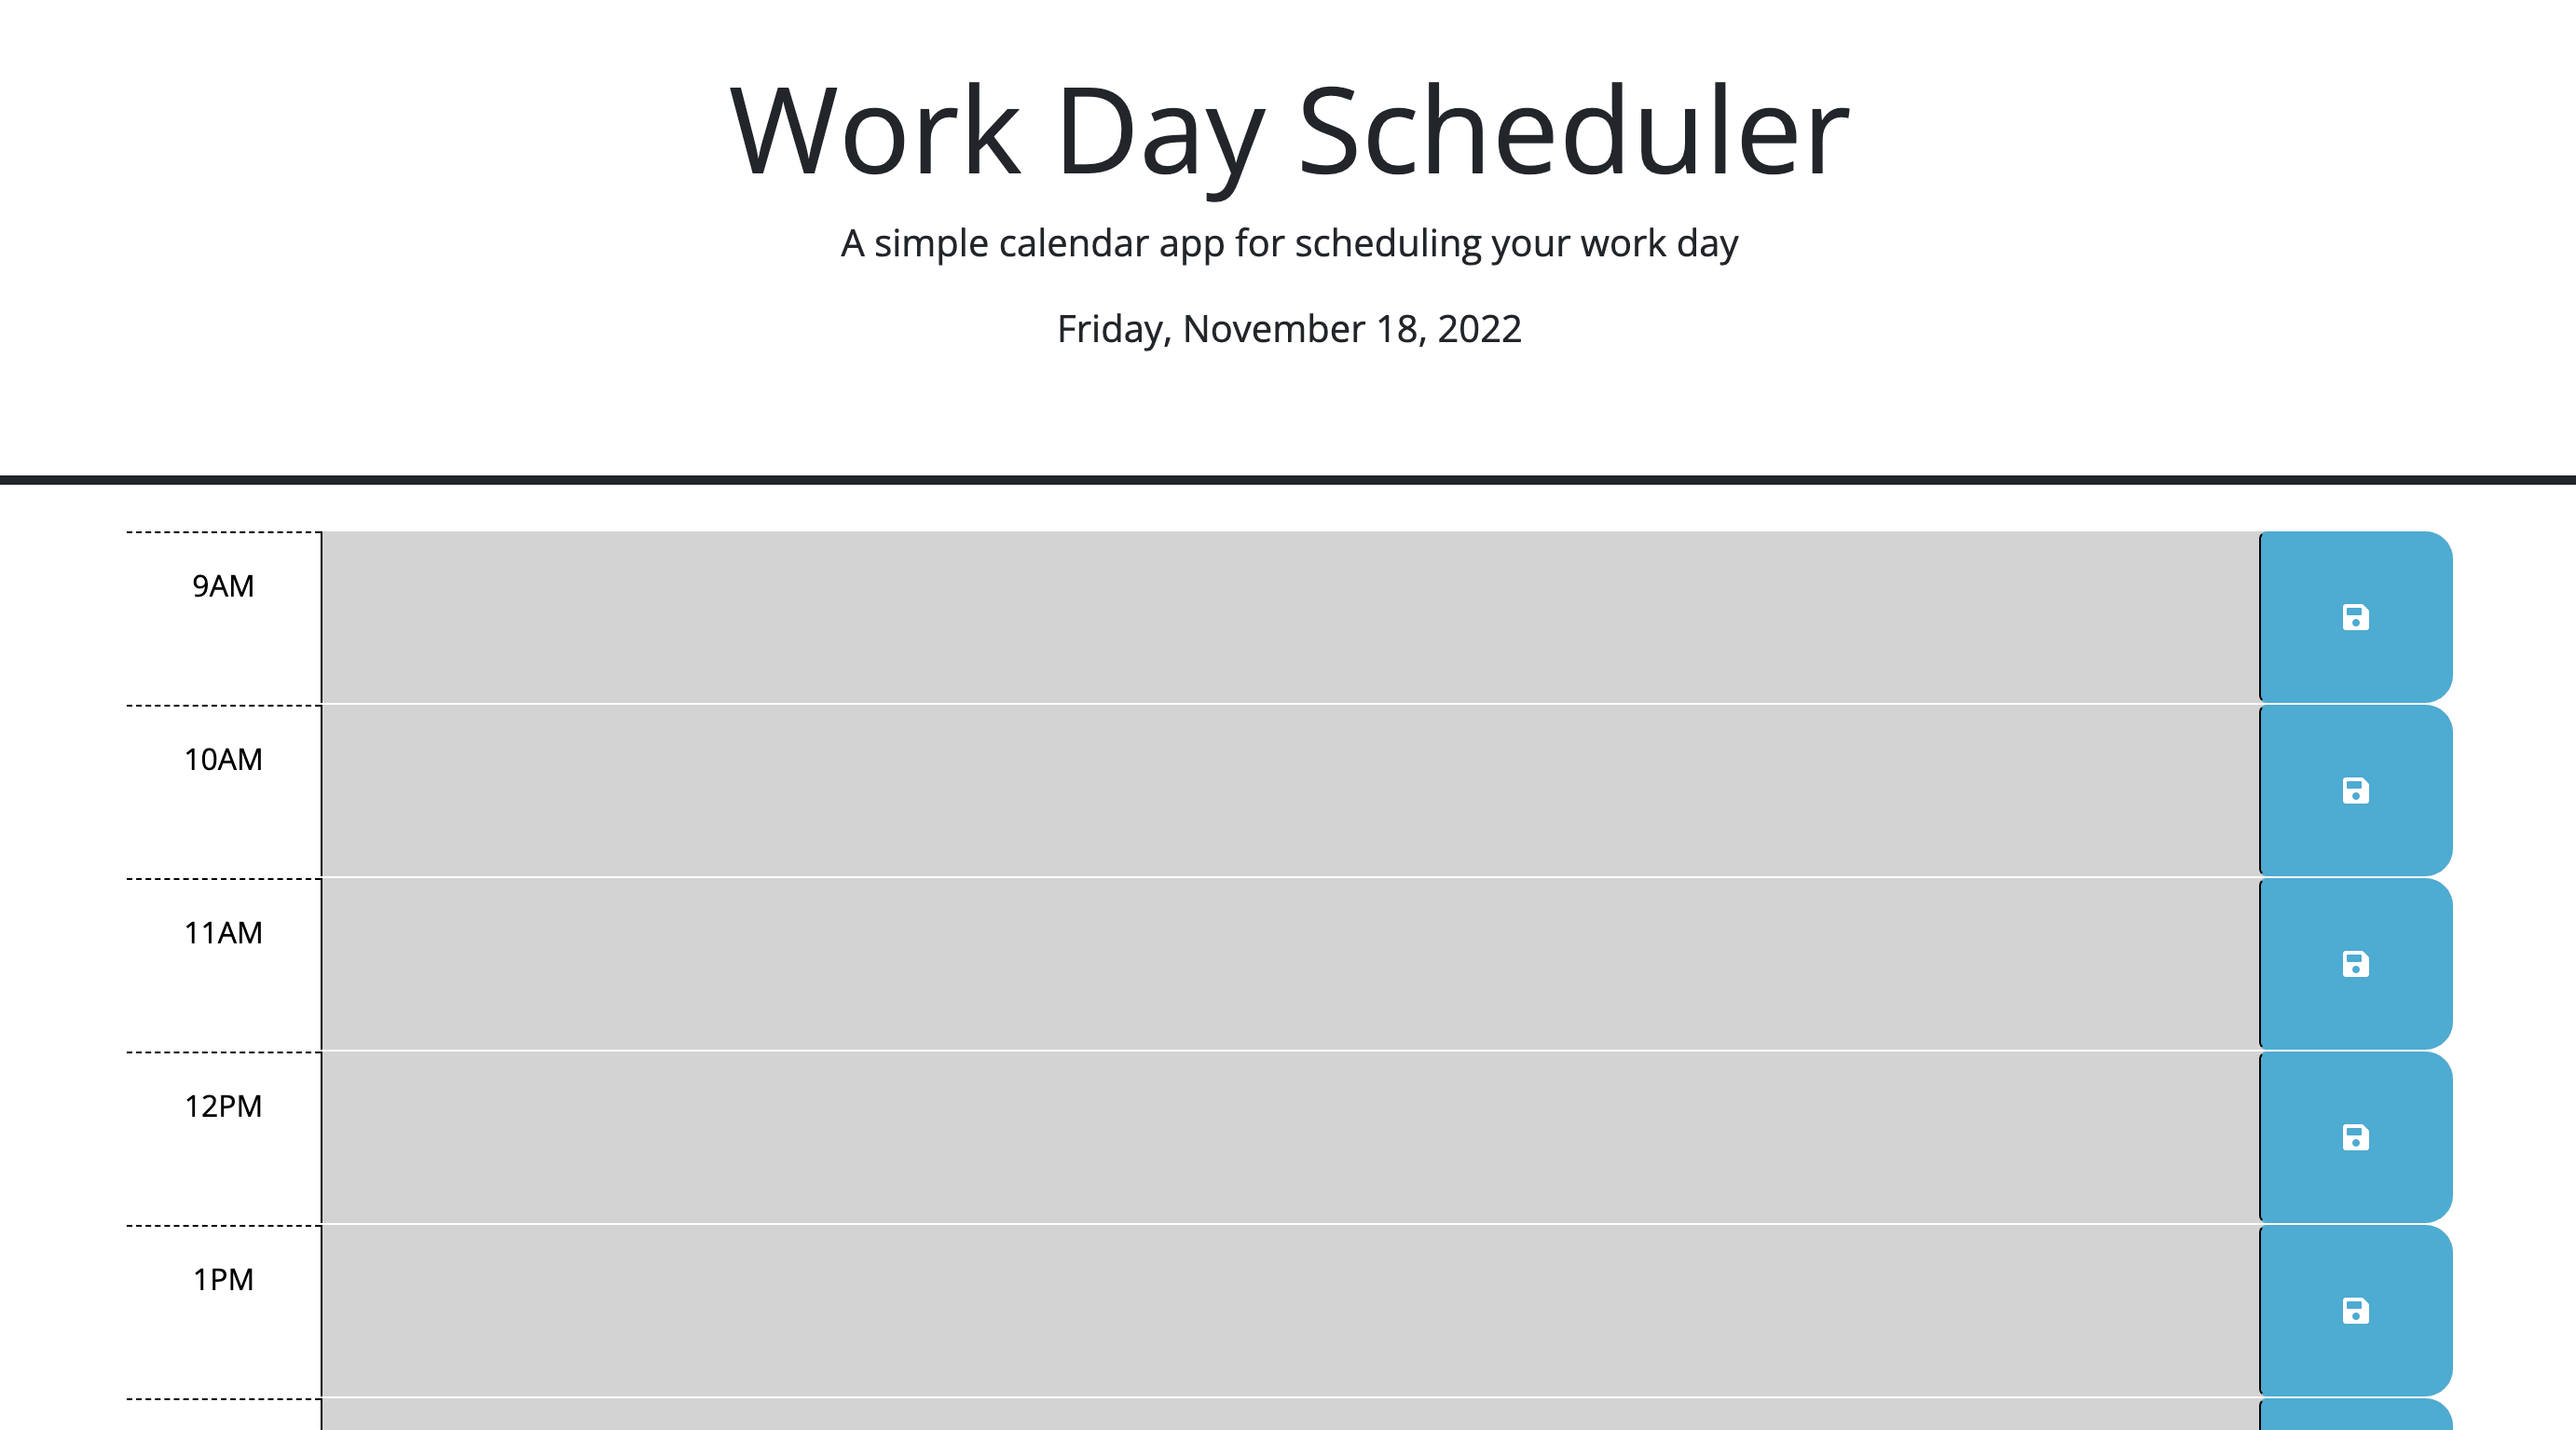 Work Day Scheduler
A simple calendar app for scheduling your work day
Friday, November 18, 2022
9AM
10AM
11AM
12PM
1PM